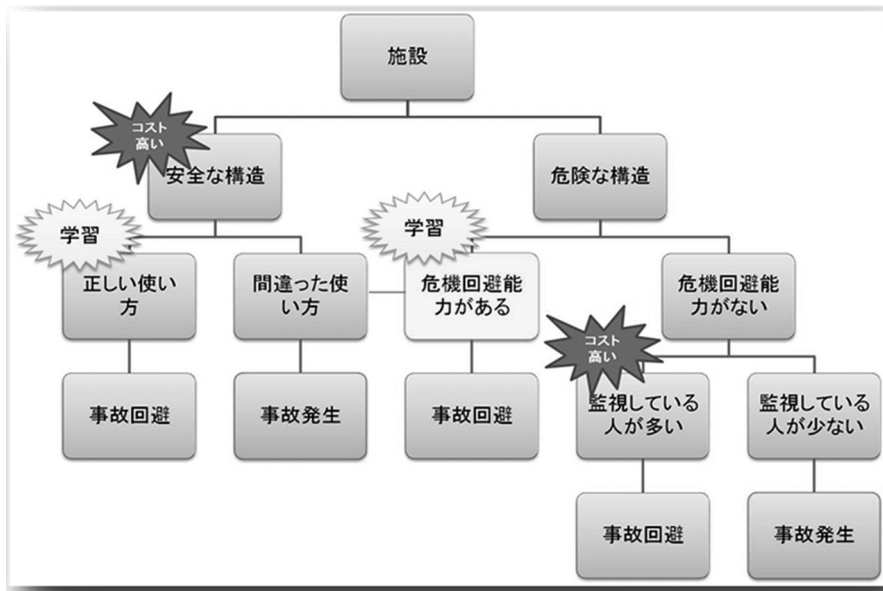 施設
コスト
高い
安全な構造
危険な構造
学習
学習
正しい使い
方
間違った使
い方
危機回避能
力がある
危機回避能
力がない
コスト
高い
事故回避
事故発生
事故回避
監視している
人が多い
監視している
人が少ない
事故回避
事故発生